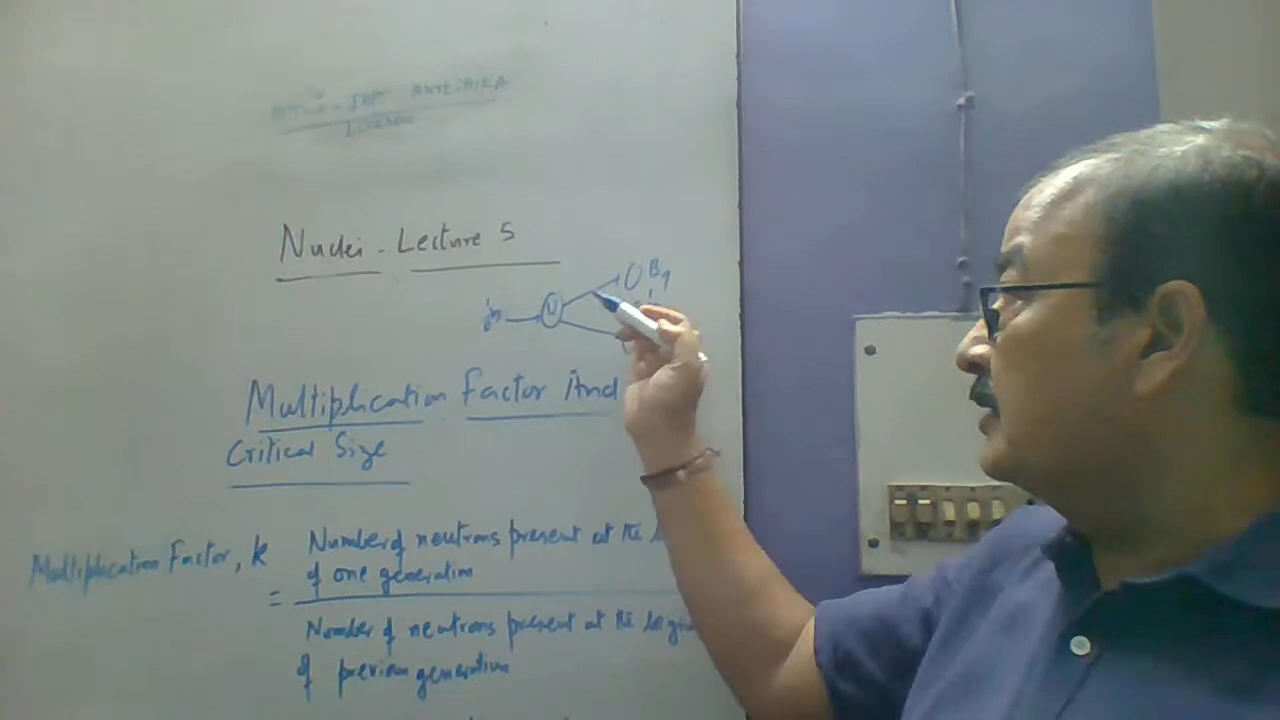 Nuclei - Lecture 5
U
Multiplication Factor And
Critical Size
Multiplication Factor, k = Number of neutrons present at the
of one generation
Number of neutrons present at the
of previous generation